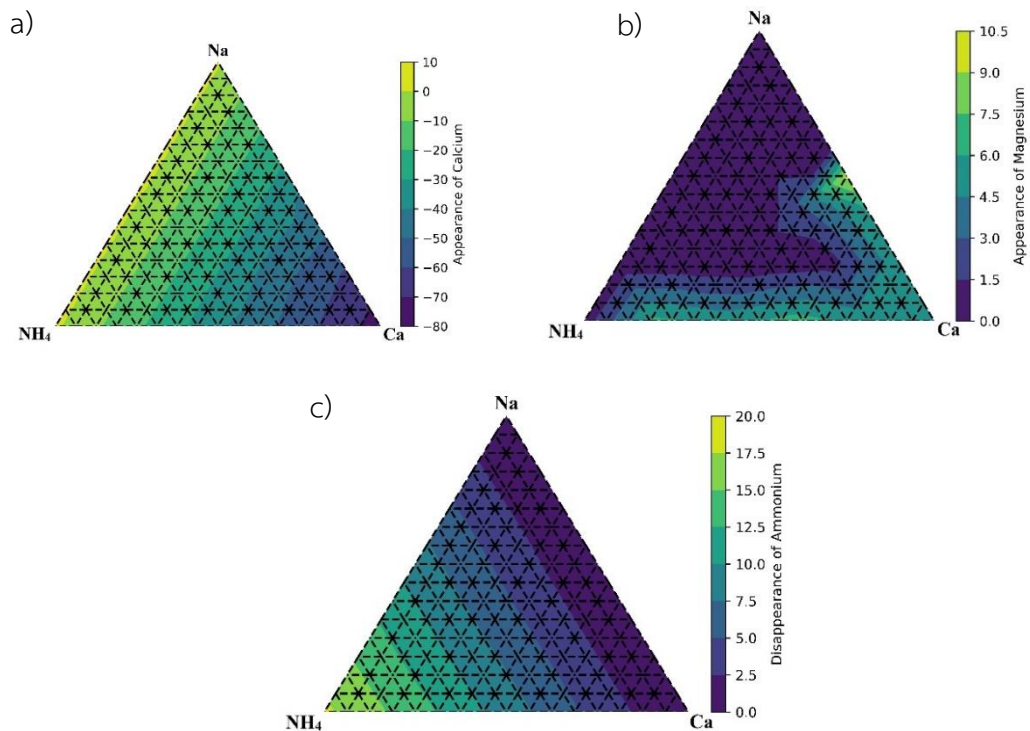 a)
Na
NH₄
Ca
10
0
−10
−20
−30
−40
−50
−60
−70
−80
Appearance of Calcium
b)
Na
NH₄
Ca
10.5
9.0
7.5
6.0
4.5
3.0
1.5
0.0
Appearance of Magnesium
c)
Na
NH₄
Ca
20.0
17.5
15.0
12.5
10.0
7.5
5.0
2.5
0.0
Disappearance of Ammonium